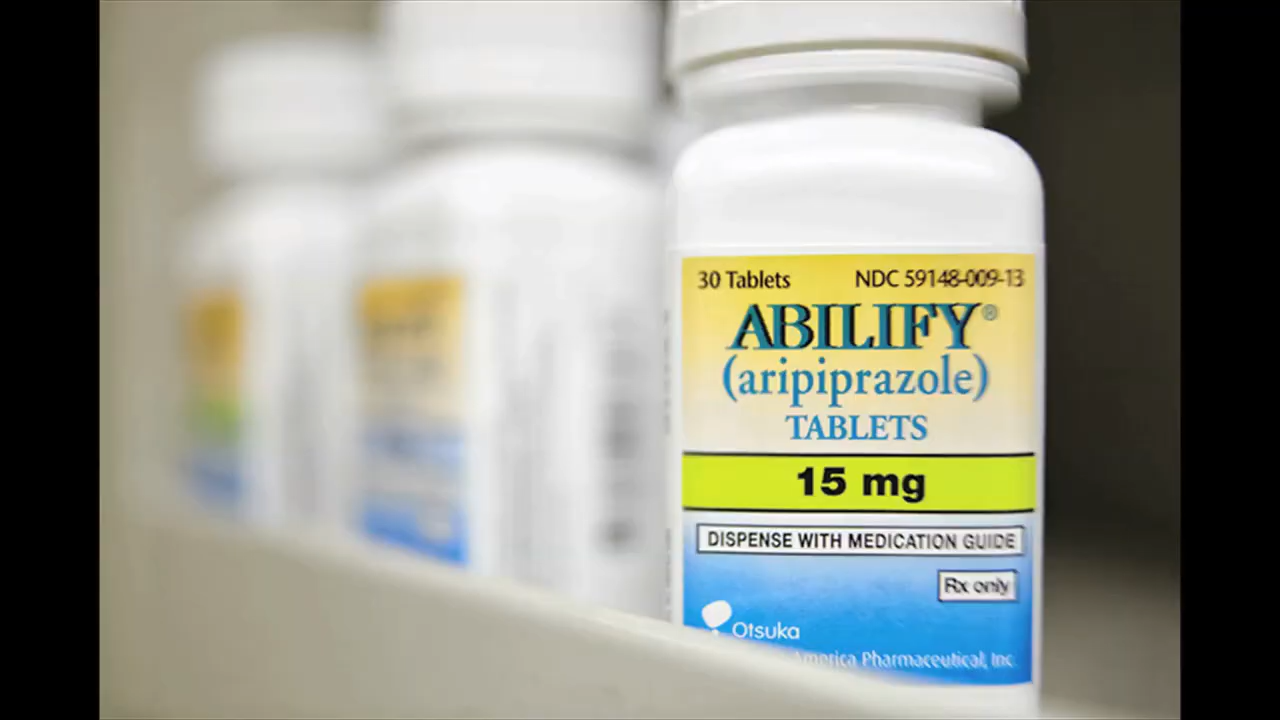 30 Tablets NDC 59148-009-13
ABILIFY®
(aripiprazole)
TABLETS
15 mg
DISPENSE WITH MEDICATION GUIDE
Rx only
Otsuka
America Pharmaceutical, Inc.